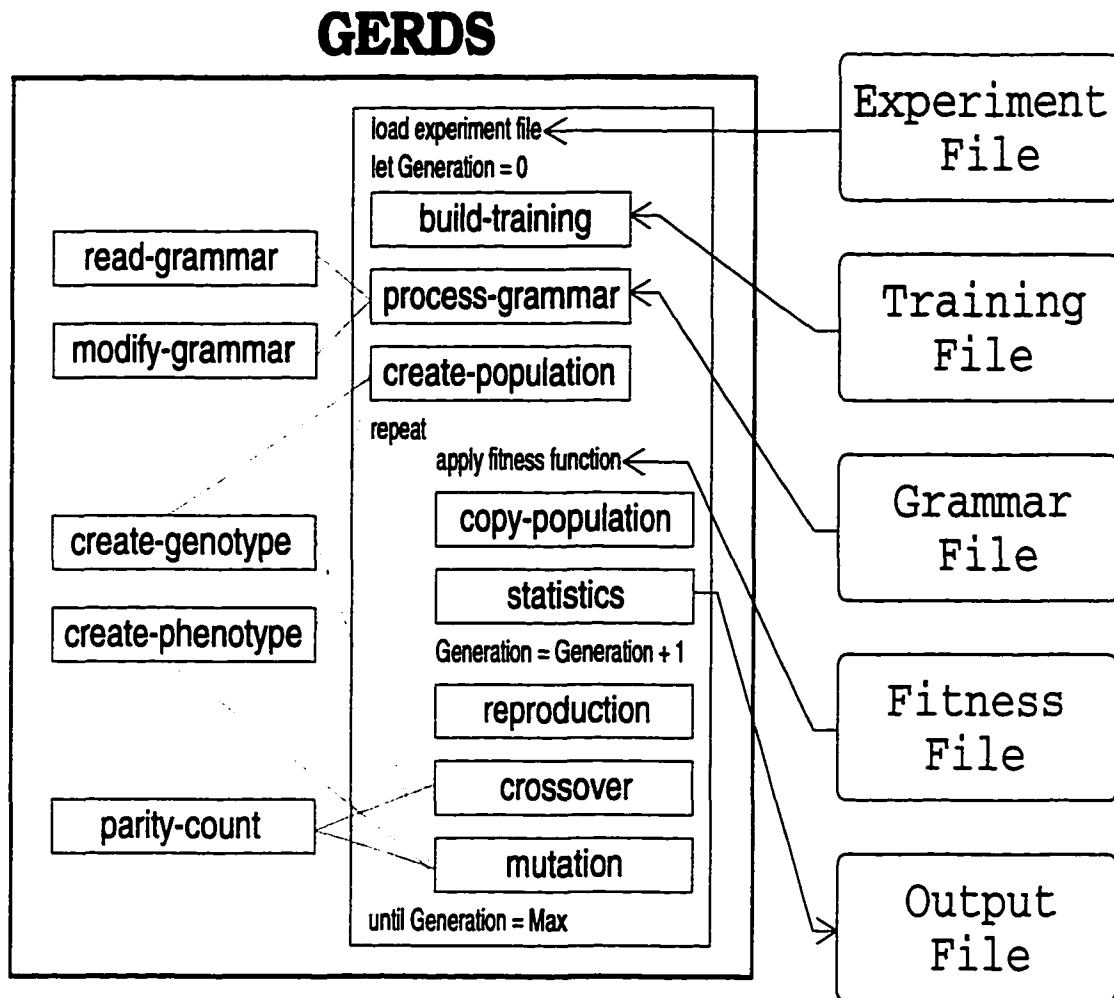 GERDS
load experiment file
let Generation = 0
build-training
process-grammar
create-population
repeat
apply fitness function
copy-population
statistics
Generation = Generation + 1
reproduction
crossover
mutation
until Generation = Max
read-grammar
modify-grammar
create-genotype
create-phenotype
parity-count
Experiment
File
Training
File
Grammar
File
Fitness
File
Output
File